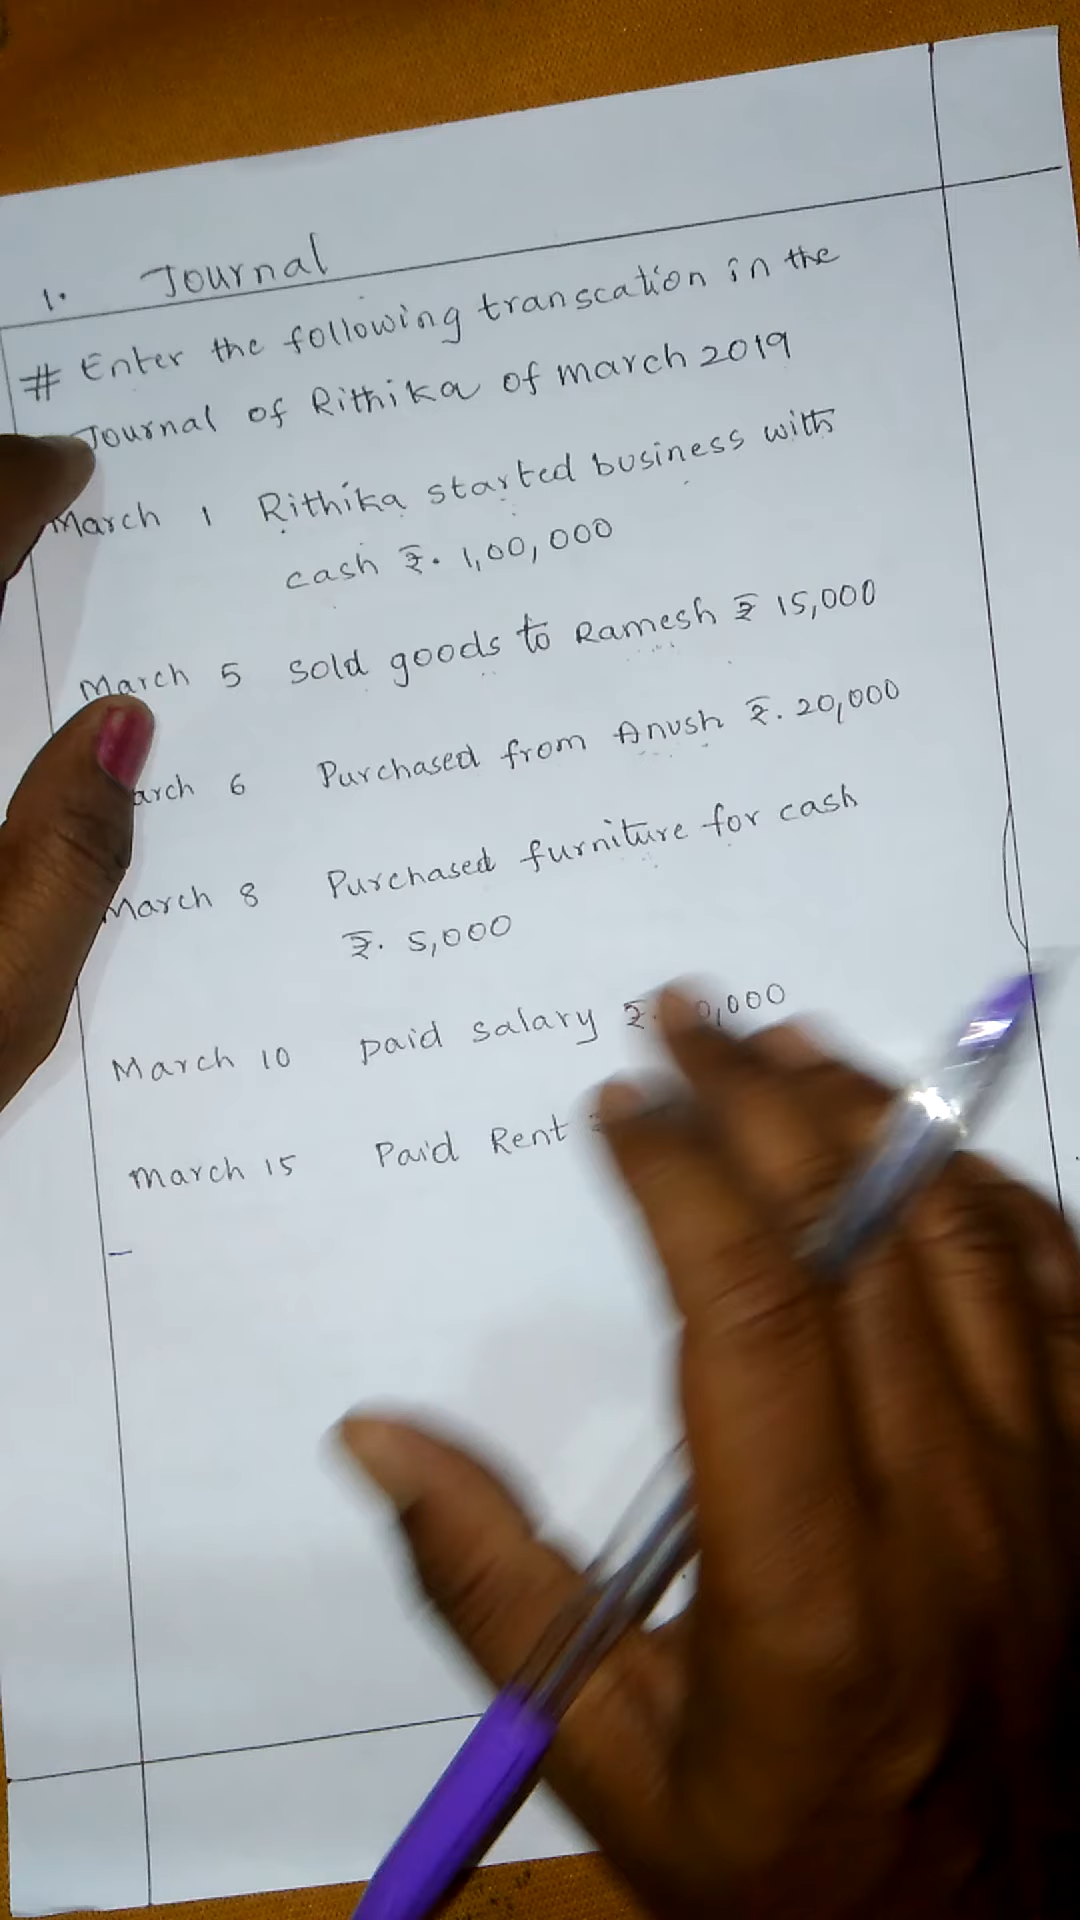 1. Journal
# Enter the following transcation in the
Journal of Rithika of march 2019
March 1 Rithika started business with
cash ₹. 1,00,000
March 5 sold goods to Ramesh ₹ 15,000
arch 6 Purchased from Anush ₹. 20,000
March 8 Purchased furniture for cash
₹. 5,000
March 10 paid salary ₹. 0,000
March 15 Paid Rent